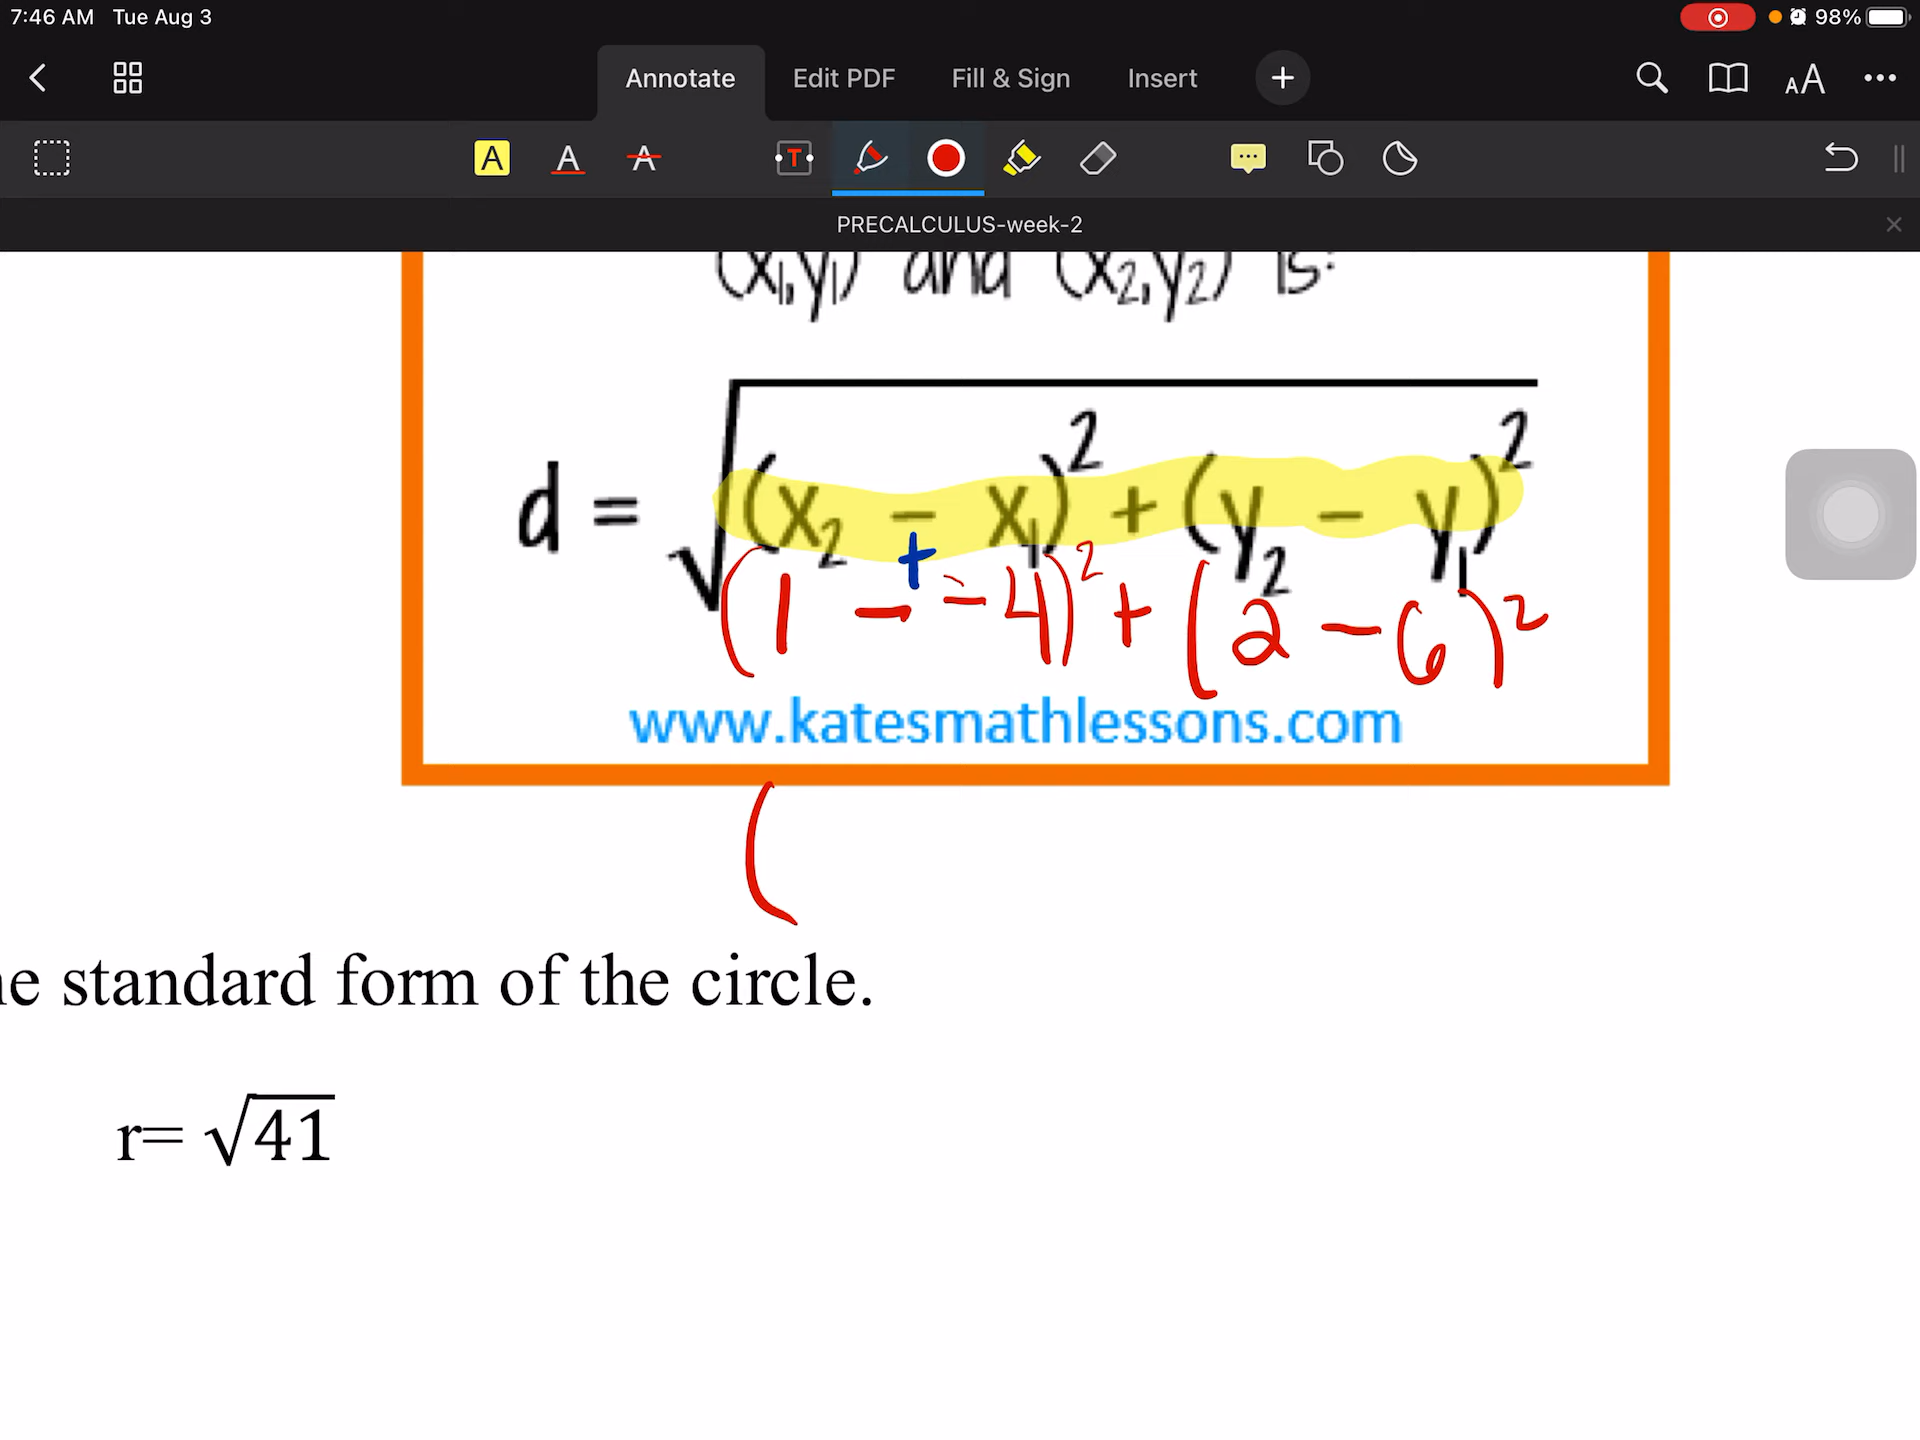 7:46 AM Tue Aug 3 98%
Annotate Edit PDF Fill & Sign Insert +
A A A T AA
PRECALCULUS-week-2
(x₁,y₁) and (x₂,y₂) is:
d = √(x₂ - x₁)² + (y₂ - y₁)²
+
(1 - -4)² + (2 - 6)²
www.katesmathlessons.com
(
e standard form of the circle.
r= √41